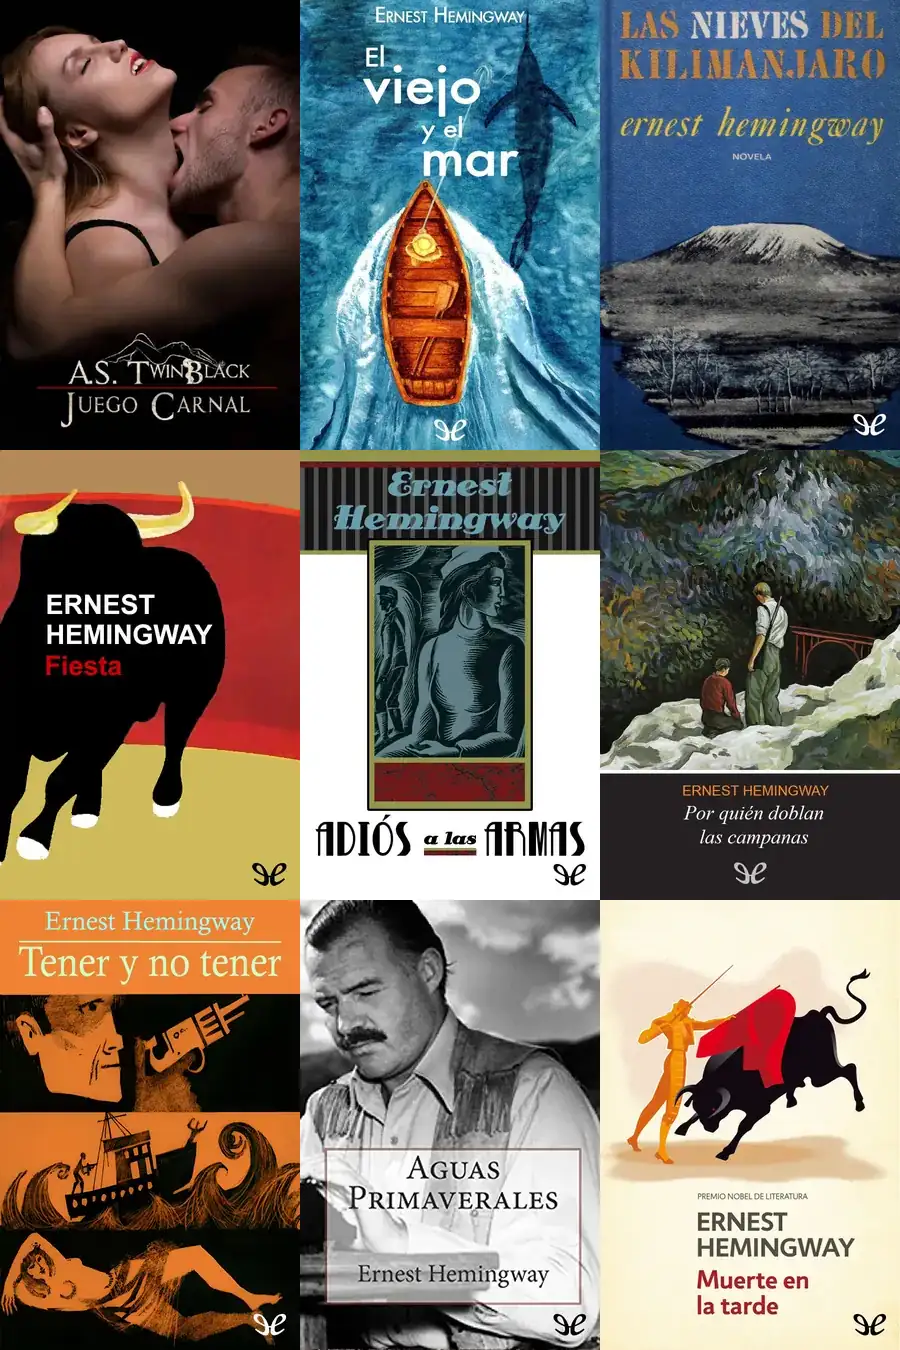 A.S. TWINBLACK
JUEGO CARNAL
ERNEST HEMINGWAY
El
viejo
y el
mar
LAS NIEVES DEL
KILIMANJARO
ernest hemingway
NOVELA
ERNEST
HEMINGWAY
Fiesta
Ernest
Hemingway
ADIÓS a las ARMAS
ERNEST HEMINGWAY
Por quién doblan
las campanas
Ernest Hemingway
Tener y no tener
AGUAS
PRIMAVERALES
Ernest Hemingway
PREMIO NOBEL DE LITERATURA
ERNEST
HEMINGWAY
Muerte en
la tarde